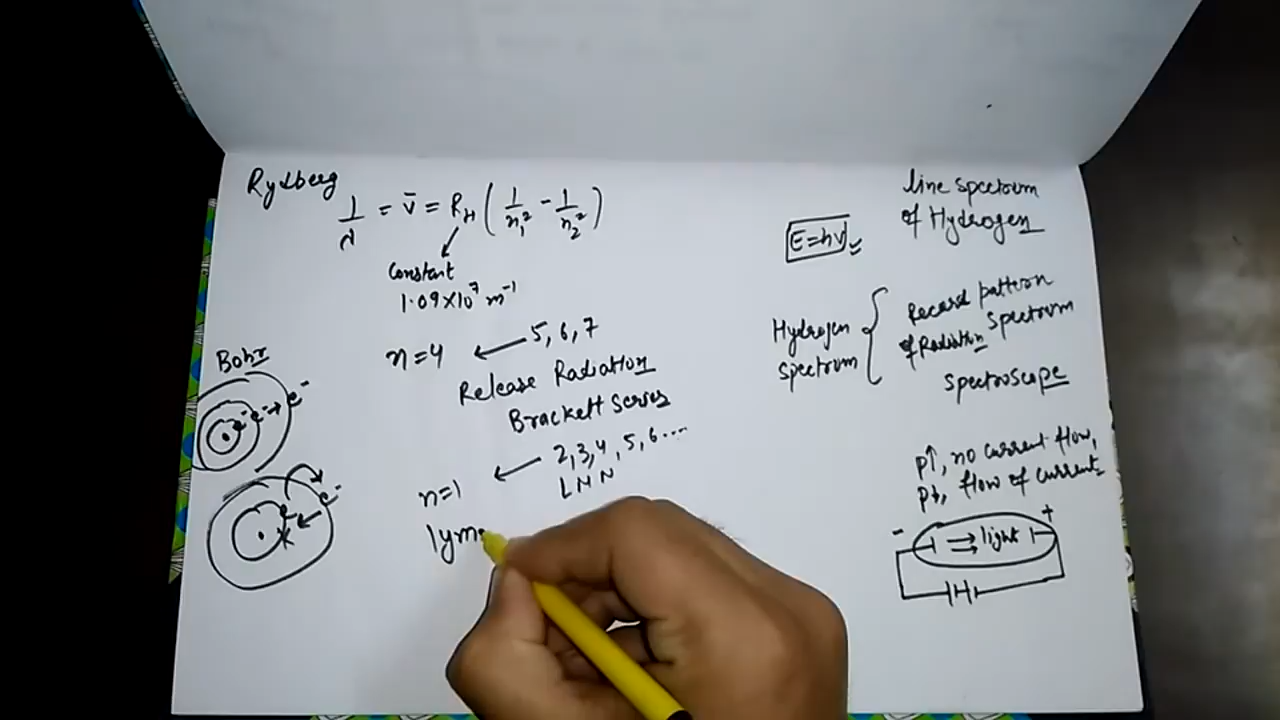 Rydberg
1/λ = v̄ = R_H (1/n₁² - 1/n₂²)
Constant
1.09×10⁷ m⁻¹
n=4 ← 5, 6, 7
Release Radiation
Brackett Series
n=1 ← 2, 3, 4, 5, 6...
L M N
lyma
Bohr
e⁻ e⁻ → e⁻
e⁻
line spectrum
of Hydrogen
E=hν
Hydrogen
Spectrum
Record pattern
of Radiation Spectrum
Spectroscope
p↑, no current flow,
p↓, flow of current
- light +